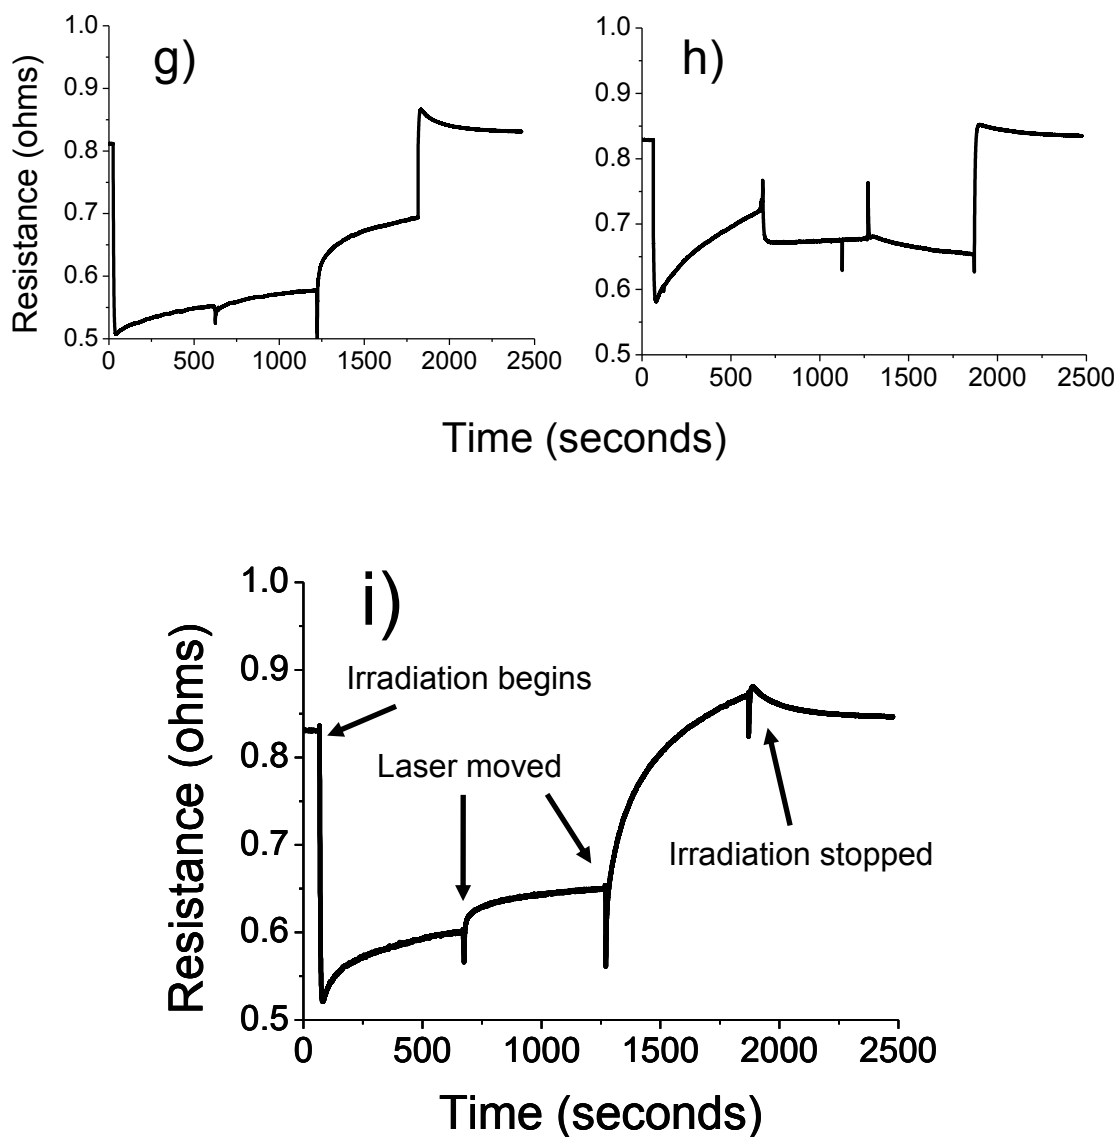 g)
Resistance (ohms)
1.0
0.9
0.8
0.7
0.6
0.5
0 500 1000 1500 2000 2500
h)
1.0
0.9
0.8
0.7
0.6
0.5
0 500 1000 1500 2000 2500
Time (seconds)
i)
Resistance (ohms)
1.0
0.9
0.8
0.7
0.6
0.5
Irradiation begins
Laser moved
Irradiation stopped
0 500 1000 1500 2000 2500
Time (seconds)